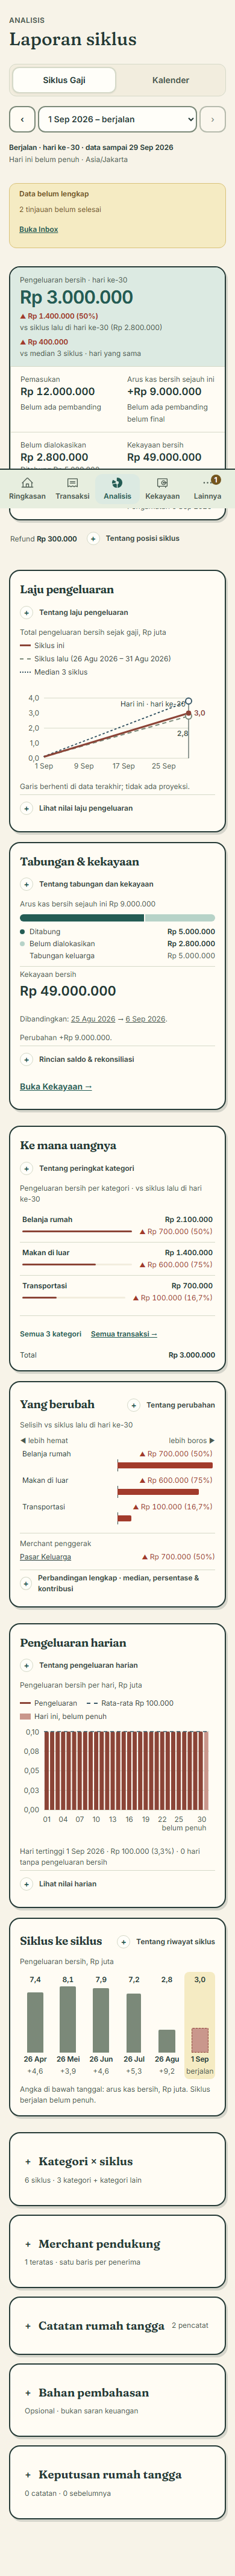 ANALISIS
Laporan siklus
Siklus Gaji
Kalender
‹
1 Sep 2026 – berjalan
›
Berjalan · hari ke-30 · data sampai 29 Sep 2026
Hari ini belum penuh · Asia/Jakarta
Data belum lengkap
2 tinjauan belum selesai
Buka Inbox
Pengeluaran bersih · hari ke-30
Rp 3.000.000
▲ Rp 1.400.000 (50%)
vs siklus lalu di hari ke-30 (Rp 2.800.000)
▲ Rp 400.000
vs median 3 siklus · hari yang sama
Pemasukan
Rp 12.000.000
Belum ada pembanding
Arus kas bersih sejauh ini
+Rp 9.000.000
Belum ada pembanding
belum final
Belum dialokasikan
Rp 2.800.000
Kekayaan bersih
Rp 49.000.000
Ringkasan
Transaksi
Analisis
Kekayaan
Lainnya
1
Refund Rp 300.000
+ Tentang posisi siklus
Laju pengeluaran
+ Tentang laju pengeluaran
Total pengeluaran bersih sejak gaji, Rp juta
Siklus ini
Siklus lalu (26 Agu 2026 – 31 Agu 2026)
Median 3 siklus
4,0
3,0
2,0
1,0
0,0
Hari ini · hari ke-30
3,0
2,8
1 Sep
9 Sep
17 Sep
25 Sep
Garis berhenti di data terakhir; tidak ada proyeksi.
+ Lihat nilai laju pengeluaran
Tabungan & kekayaan
+ Tentang tabungan dan kekayaan
Arus kas bersih sejauh ini Rp 9.000.000
Ditabung Rp 5.000.000
Belum dialokasikan Rp 2.800.000
Tabungan keluarga Rp 5.000.000
Kekayaan bersih
Rp 49.000.000
Dibandingkan: 25 Agu 2026 → 6 Sep 2026.
Perubahan +Rp 9.000.000.
+ Rincian saldo & rekonsiliasi
Buka Kekayaan →
Ke mana uangnya
+ Tentang peringkat kategori
Pengeluaran bersih per kategori · vs siklus lalu di hari
ke-30
Belanja rumah Rp 2.100.000
▲ Rp 700.000 (50%)
Makan di luar Rp 1.400.000
▲ Rp 600.000 (75%)
Transportasi Rp 700.000
▲ Rp 100.000 (16,7%)
Semua 3 kategori
Semua transaksi →
Total Rp 3.000.000
Yang berubah
+ Tentang perubahan
Selisih vs siklus lalu di hari ke-30
◀ lebih hemat
lebih boros ▶
Belanja rumah ▲ Rp 700.000 (50%)
Makan di luar ▲ Rp 600.000 (75%)
Transportasi ▲ Rp 100.000 (16,7%)
Merchant penggerak
Pasar Keluarga ▲ Rp 700.000 (50%)
+ Perbandingan lengkap · median, persentase &
kontribusi
Pengeluaran harian
+ Tentang pengeluaran harian
Pengeluaran bersih per hari, Rp juta
Pengeluaran
Rata-rata Rp 100.000
Hari ini, belum penuh
0,10
0,08
0,05
0,03
0,00
01 04 07 10 13 16 19 22 25 30
belum penuh
Hari tertinggi 1 Sep 2026 · Rp 100.000 (3,3%) · 0 hari
tanpa pengeluaran bersih
+ Lihat nilai harian
Siklus ke siklus
+ Tentang riwayat siklus
Pengeluaran bersih, Rp juta
7,4 8,1 7,9 7,2 2,8 3,0
26 Apr 26 Mei 26 Jun 26 Jul 26 Agu 1 Sep
+4,6 +3,9 +4,6 +5,3 +9,2 berjalan
Angka di bawah tanggal: arus kas bersih, Rp juta. Siklus
berjalan belum penuh.
+ Kategori × siklus
6 siklus · 3 kategori + kategori lain
+ Merchant pendukung
1 teratas · satu baris per penerima
+ Catatan rumah tangga 2 pencatat
+ Bahan pembahasan
Opsional · bukan saran keuangan
+ Keputusan rumah tangga
0 catatan · 0 sebelumnya